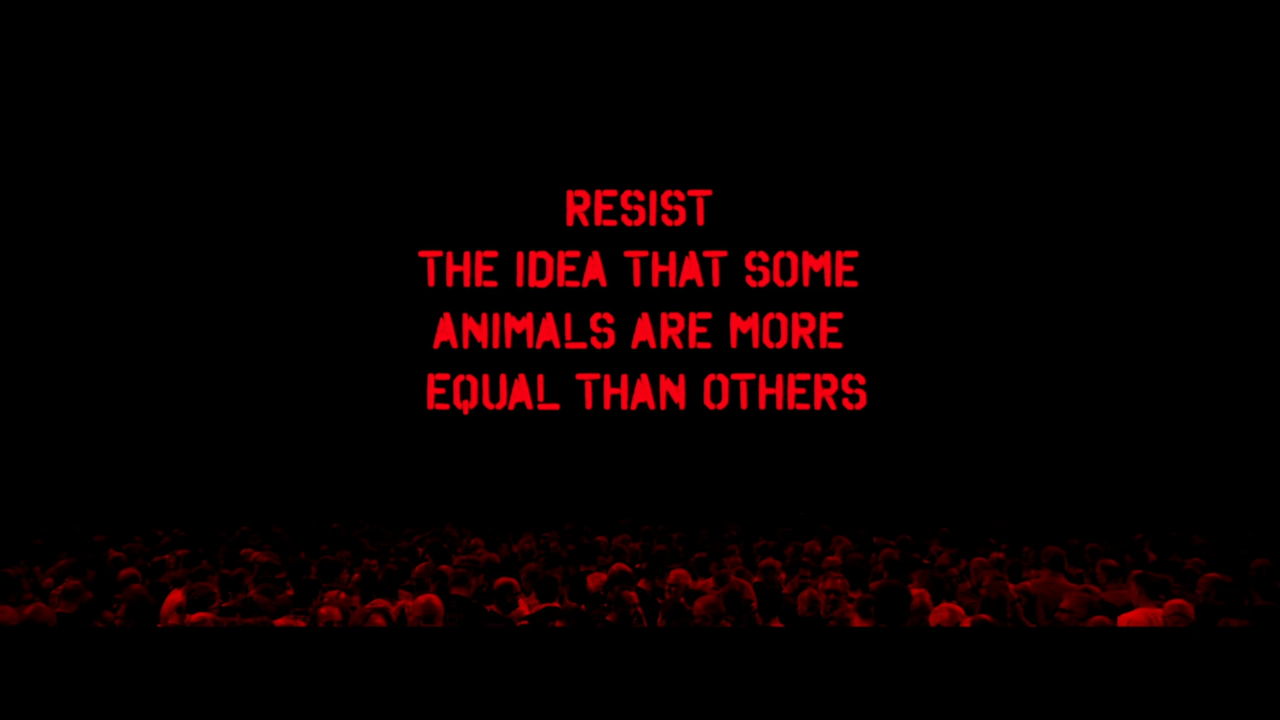 RESIST
THE IDEA THAT SOME
ANIMALS ARE MORE
EQUAL THAN OTHERS